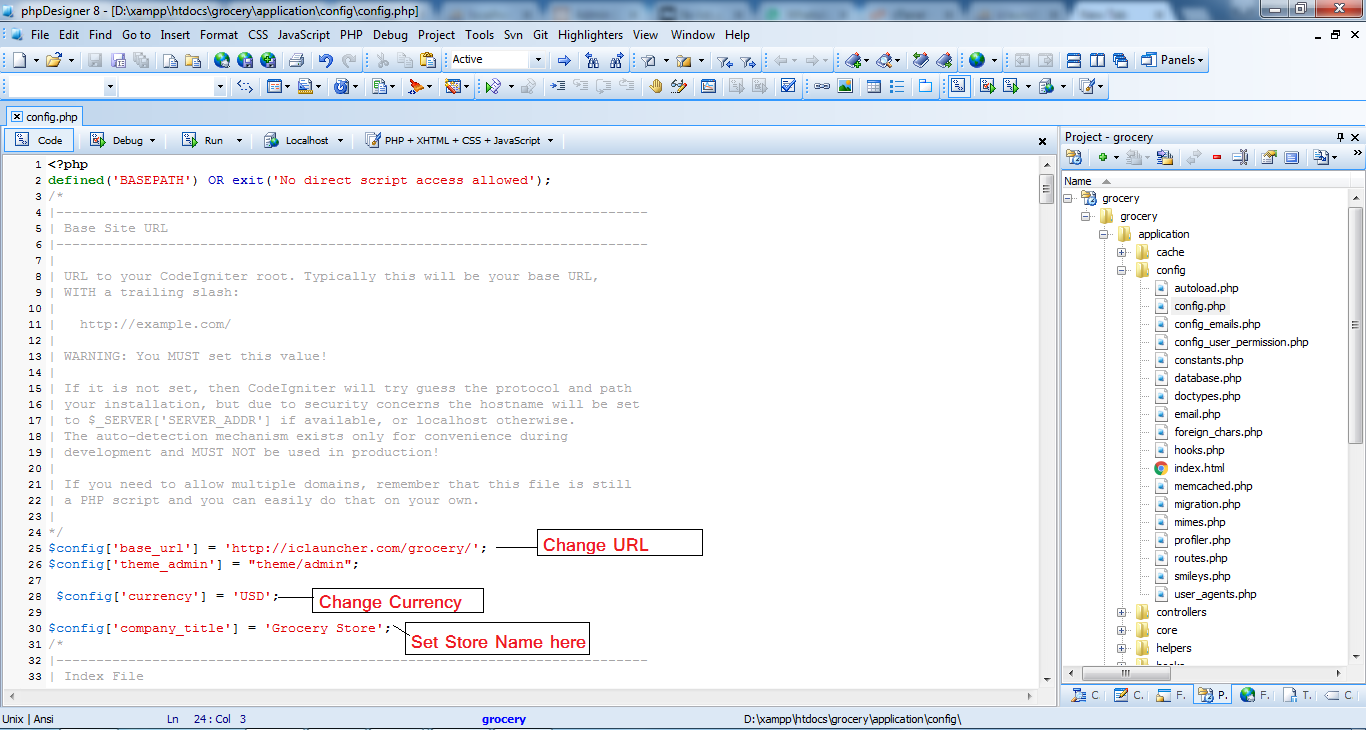 phpDesigner 8 - [D:\xampp\htdocs\grocery\application\config\config.php]
File Edit Find Go to Insert Format CSS JavaScript PHP Debug Project Tools Svn Git Highlighters View Window Help
Active
Panels
config.php
Code Debug Run Localhost PHP + XHTML + CSS + JavaScript
1 <?php
2 defined('BASEPATH') OR exit('No direct script access allowed');
3 /*
4 |--------------------------------------------------------------------------
5 | Base Site URL
6 |--------------------------------------------------------------------------
7 |
8 | URL to your CodeIgniter root. Typically this will be your base URL,
9 | WITH a trailing slash:
10 |
11 |   http://example.com/
12 |
13 | WARNING: You MUST set this value!
14 |
15 | If it is not set, then CodeIgniter will try guess the protocol and path
16 | your installation, but due to security concerns the hostname will be set
17 | to $_SERVER['SERVER_ADDR'] if available, or localhost otherwise.
18 | The auto-detection mechanism exists only for convenience during
19 | development and MUST NOT be used in production!
20 |
21 | If you need to allow multiple domains, remember that this file is still
22 | a PHP script and you can easily do that on your own.
23 |
24 */
25 $config['base_url'] = 'http://iclauncher.com/grocery/'; Change URL
26 $config['theme_admin'] = "theme/admin";
27
28  $config['currency'] = 'USD'; Change Currency
29
30 $config['company_title'] = 'Grocery Store'; Set Store Name here
31 /*
32 |--------------------------------------------------------------------------
33 | Index File
Project - grocery
Name
grocery
grocery
application
cache
config
autoload.php
config.php
config_emails.php
config_user_permission.php
constants.php
database.php
doctypes.php
email.php
foreign_chars.php
hooks.php
index.html
memcached.php
migration.php
mimes.php
profiler.php
routes.php
smileys.php
user_agents.php
controllers
core
helpers
C C. F. P. F. T. C
Unix | Ansi Ln 24 : Col 3 grocery D:\xampp\htdocs\grocery\application\config\